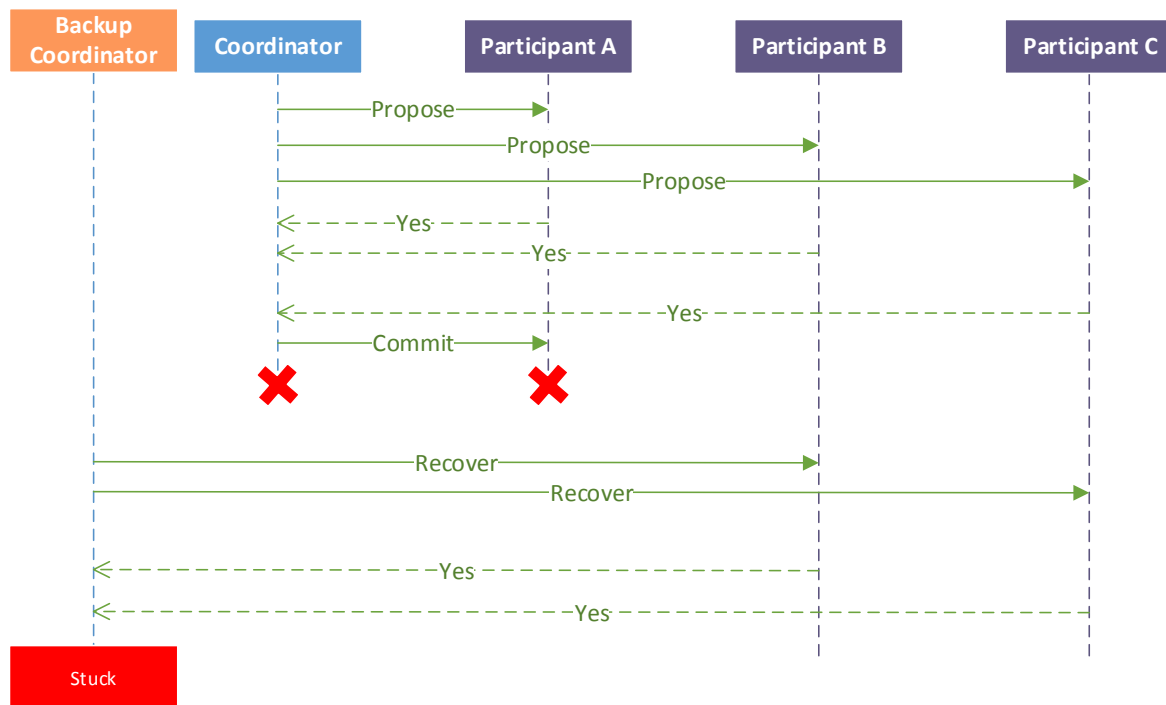 Backup
Coordinator
Coordinator
Participant A
Participant B
Participant C
Propose
Propose
Propose
Yes
Yes
Yes
Commit
Recover
Recover
Yes
Yes
Stuck